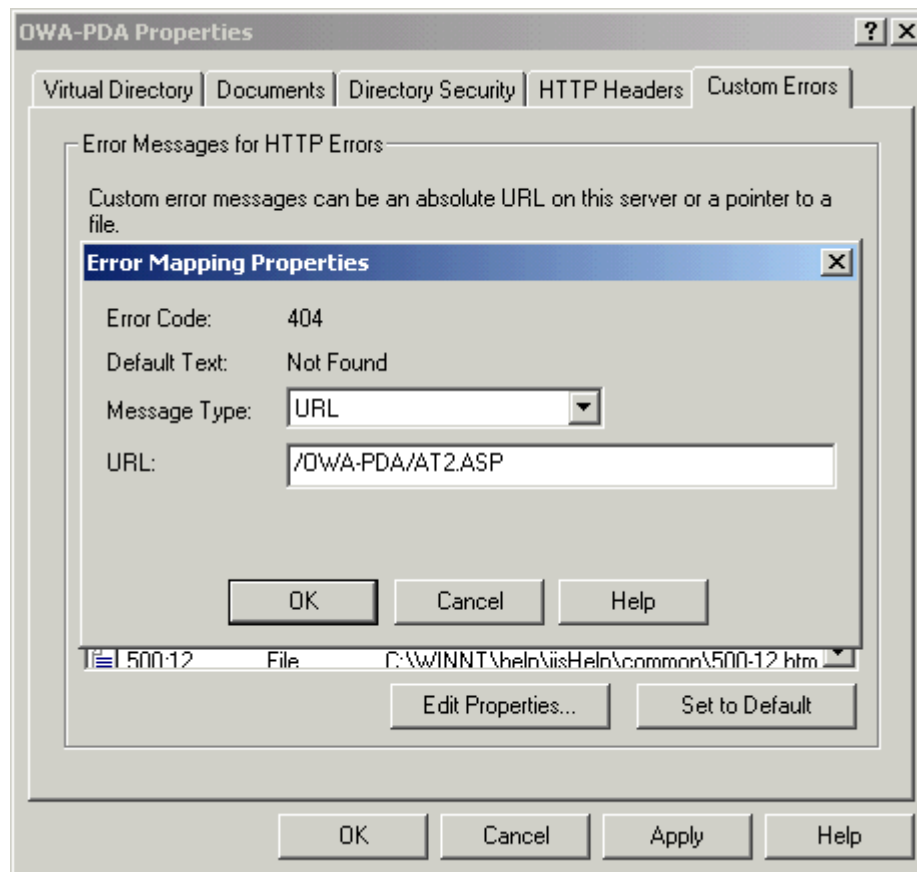 OWA-PDA Properties
Virtual Directory Documents Directory Security HTTP Headers Custom Errors
Error Messages for HTTP Errors
Custom error messages can be an absolute URL on this server or a pointer to a
file.
Error Mapping Properties
Error Code: 404
Default Text: Not Found
Message Type: URL
URL: /OWA-PDA/AT2.ASP
OK Cancel Help
500;12 File C:\WINNT\help\iisHelp\common\500-12.htm
Edit Properties... Set to Default
OK Cancel Apply Help